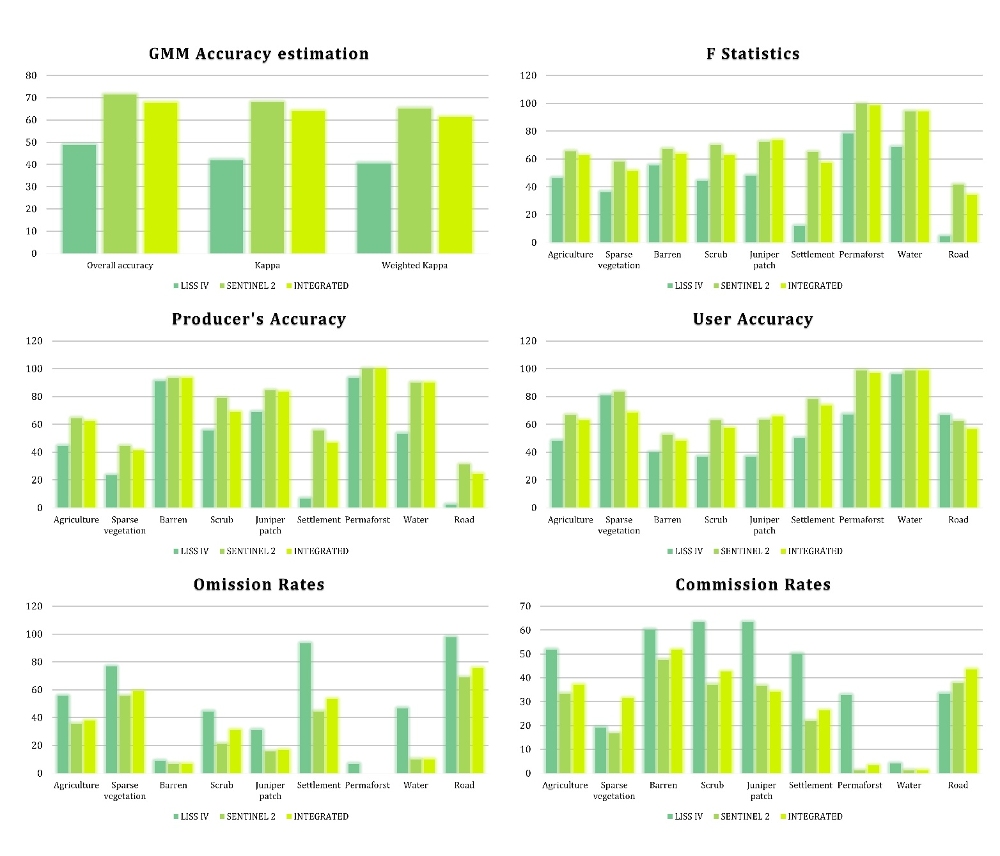 GMM Accuracy estimation
80
70
60
50
40
30
20
10
0
Overall accuracy Kappa Weighted Kappa
LISS IV SENTINEL 2 INTEGRATED
F Statistics
120
100
80
60
40
20
0
Agriculture Sparse vegetation Barren Scrub Juniper patch Settlement Permaforst Water Road
LISS IV SENTINEL 2 INTEGRATED
Producer's Accuracy
120
100
80
60
40
20
0
Agriculture Sparse vegetation Barren Scrub Juniper patch Settlement Permaforst Water Road
LISS IV SENTINEL 2 INTEGRATED
User Accuracy
120
100
80
60
40
20
0
Agriculture Sparse vegetation Barren Scrub Juniper patch Settlement Permaforst Water Road
LISS IV SENTINEL 2 INTEGRATED
Omission Rates
120
100
80
60
40
20
0
Agriculture Sparse vegetation Barren Scrub Juniper patch Settlement Permaforst Water Road
LISS IV SENTINEL 2 INTEGRATED
Commission Rates
70
60
50
40
30
20
10
0
Agriculture Sparse vegetation Barren Scrub Juniper patch Settlement Permaforst Water Road
LISS IV SENTINEL 2 INTEGRATED